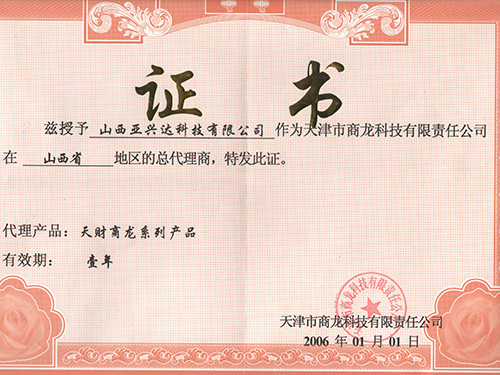 证 书
兹授予 山西亚兴达科技有限公司 作为天津市商龙科技有限责任公司
在 山西省 地区的总代理商，特发此证。
代理产品：天财商龙系列产品
有效期： 壹年
天津市商龙科技有限责任公司
2006 年 01 月 01 日